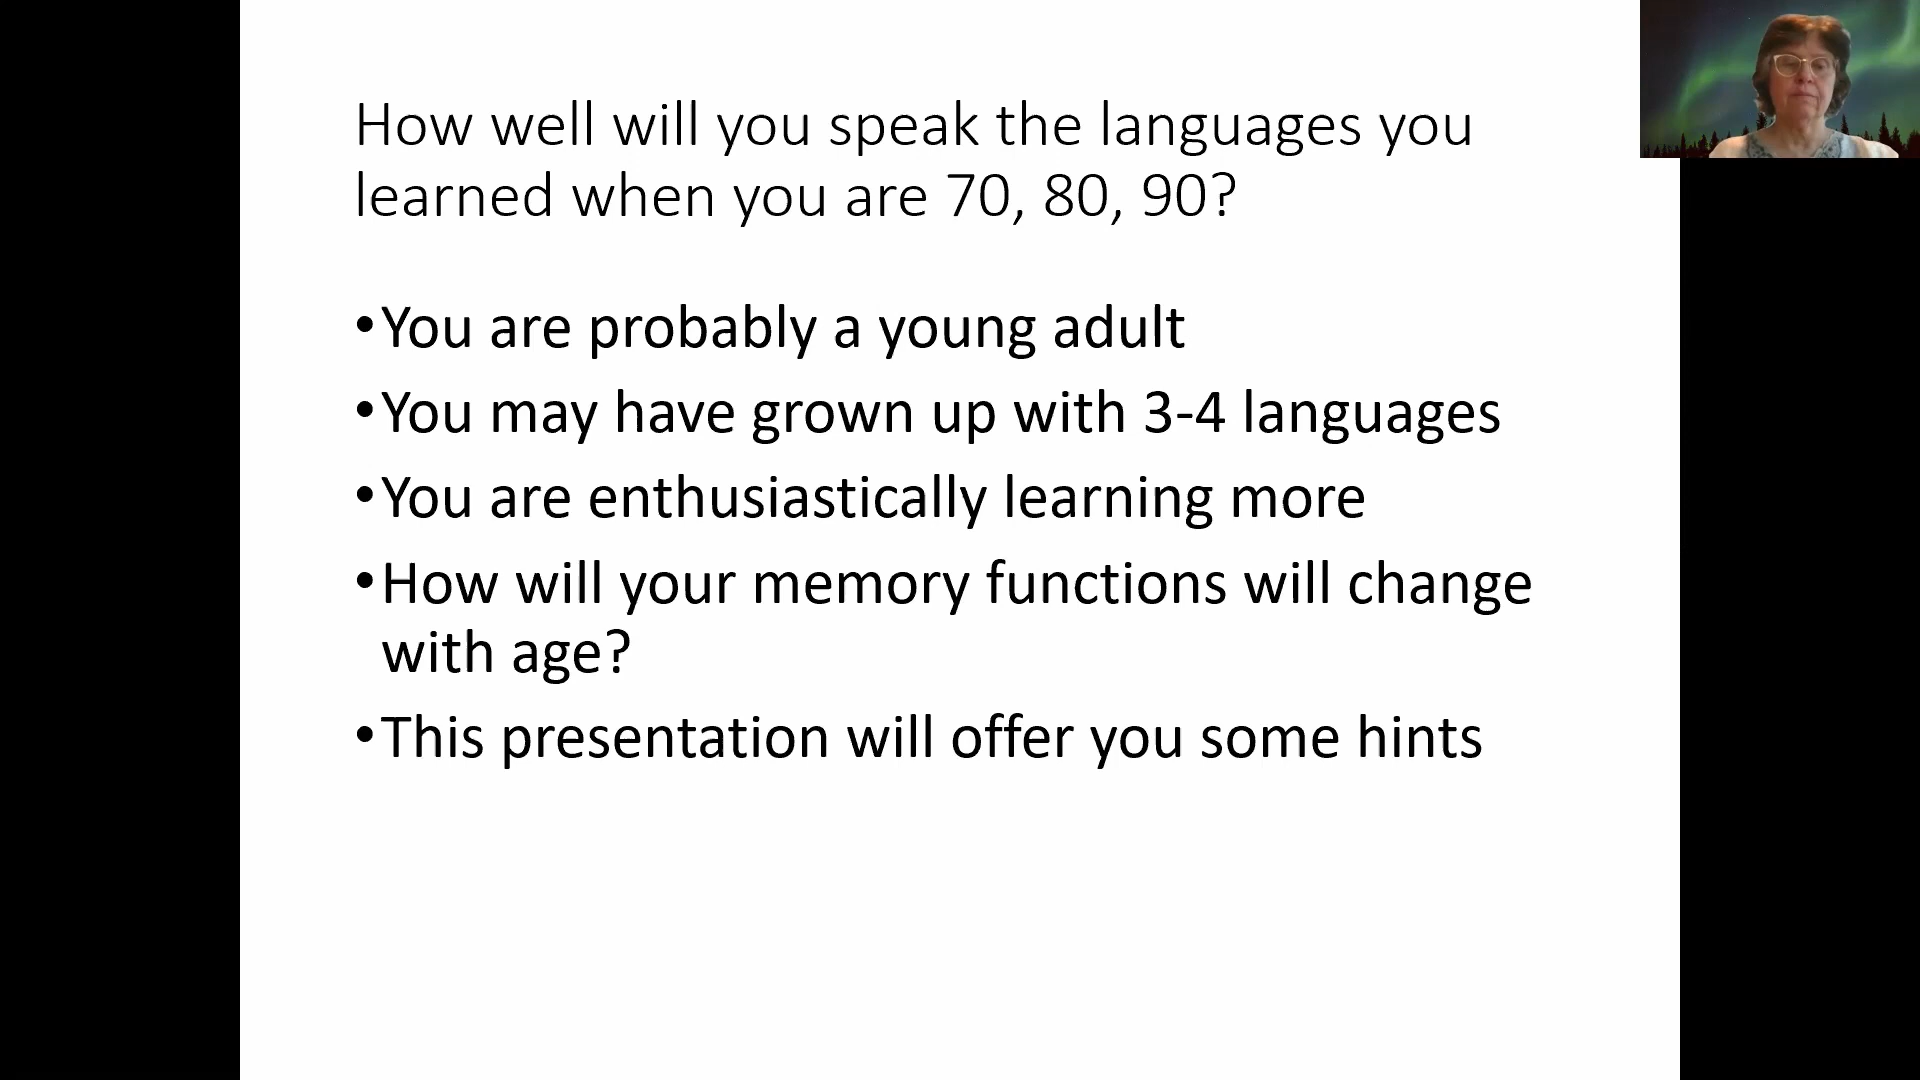 How well will you speak the languages you
learned when you are 70, 80, 90?
•You are probably a young adult
•You may have grown up with 3-4 languages
•You are enthusiastically learning more
•How will your memory functions will change
with age?
•This presentation will offer you some hints